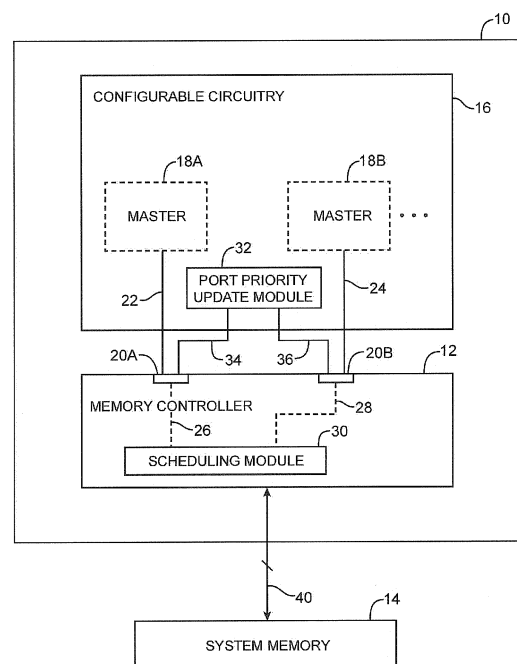 10
CONFIGURABLE CIRCUITRY
16
18A
18B
MASTER
MASTER
32
PORT PRIORITY
UPDATE MODULE
22
24
20A
34
36
20B
12
MEMORY CONTROLLER
26
28
30
SCHEDULING MODULE
40
14
SYSTEM MEMORY